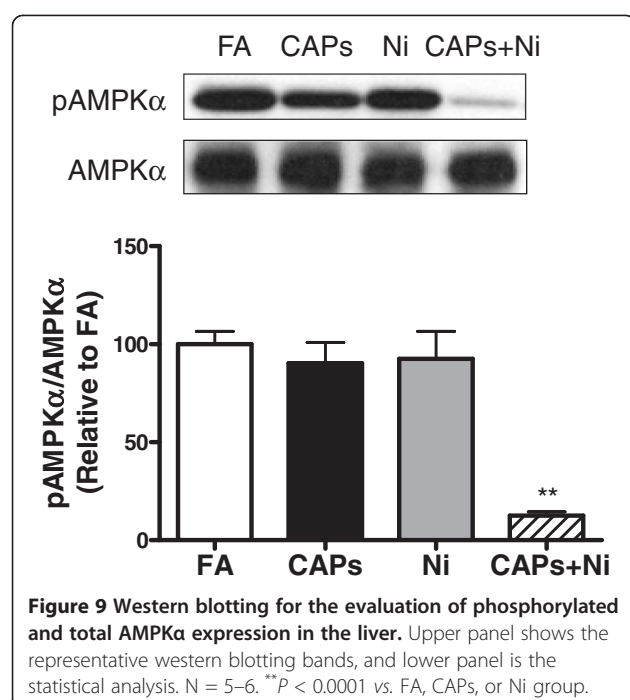 FA CAPs Ni CAPs+Ni
pAMPKα
AMPKα
150
100
50
0
pAMPKα/AMPKα
(Relative to FA)
**
FA CAPs Ni CAPs+Ni
Figure 9 Western blotting for the evaluation of phosphorylated
and total AMPKα expression in the liver. Upper panel shows the
representative western blotting bands, and lower panel is the
statistical analysis. N = 5–6. **P < 0.0001 vs. FA, CAPs, or Ni group.